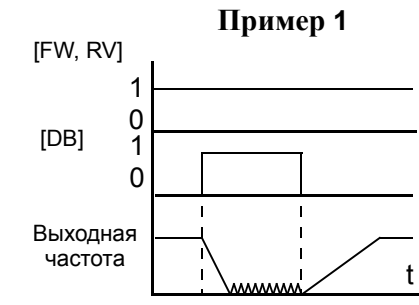 Пример 1
[FW, RV]
1
0
[DB]
1
0
Выходная
частота
t